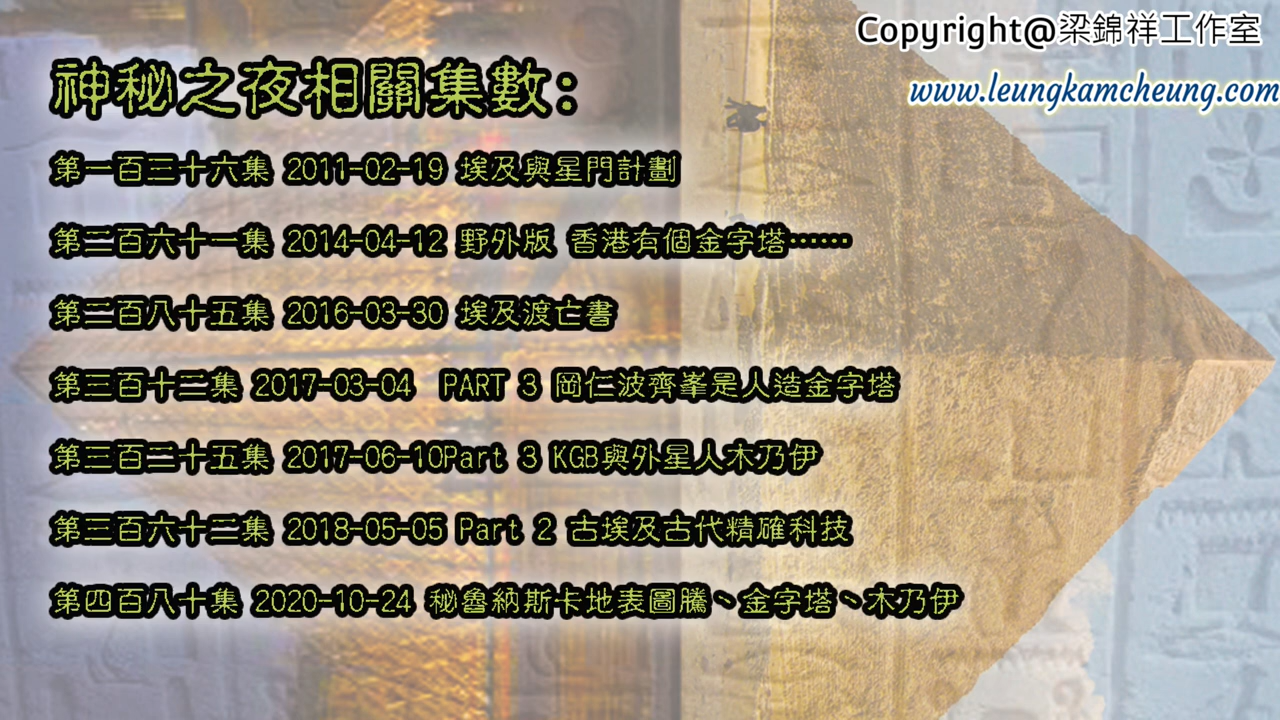 Copyright@梁錦祥工作室
www.leungkamcheung.com
神秘之夜相關集數：
第一百三十六集 2011-02-19 埃及與星門計劃
第二百六十一集 2014-04-12 野外版 香港有個金字塔……
第二百八十五集 2016-03-30 埃及渡亡書
第三百十二集 2017-03-04 PART 3 岡仁波齊峯是人造金字塔
第三百二十五集 2017-06-10Part 3 KGB與外星人木乃伊
第三百六十二集 2018-05-05 Part 2 古埃及古代精確科技
第四百八十集 2020-10-24 秘魯納斯卡地表圖騰、金字塔、木乃伊